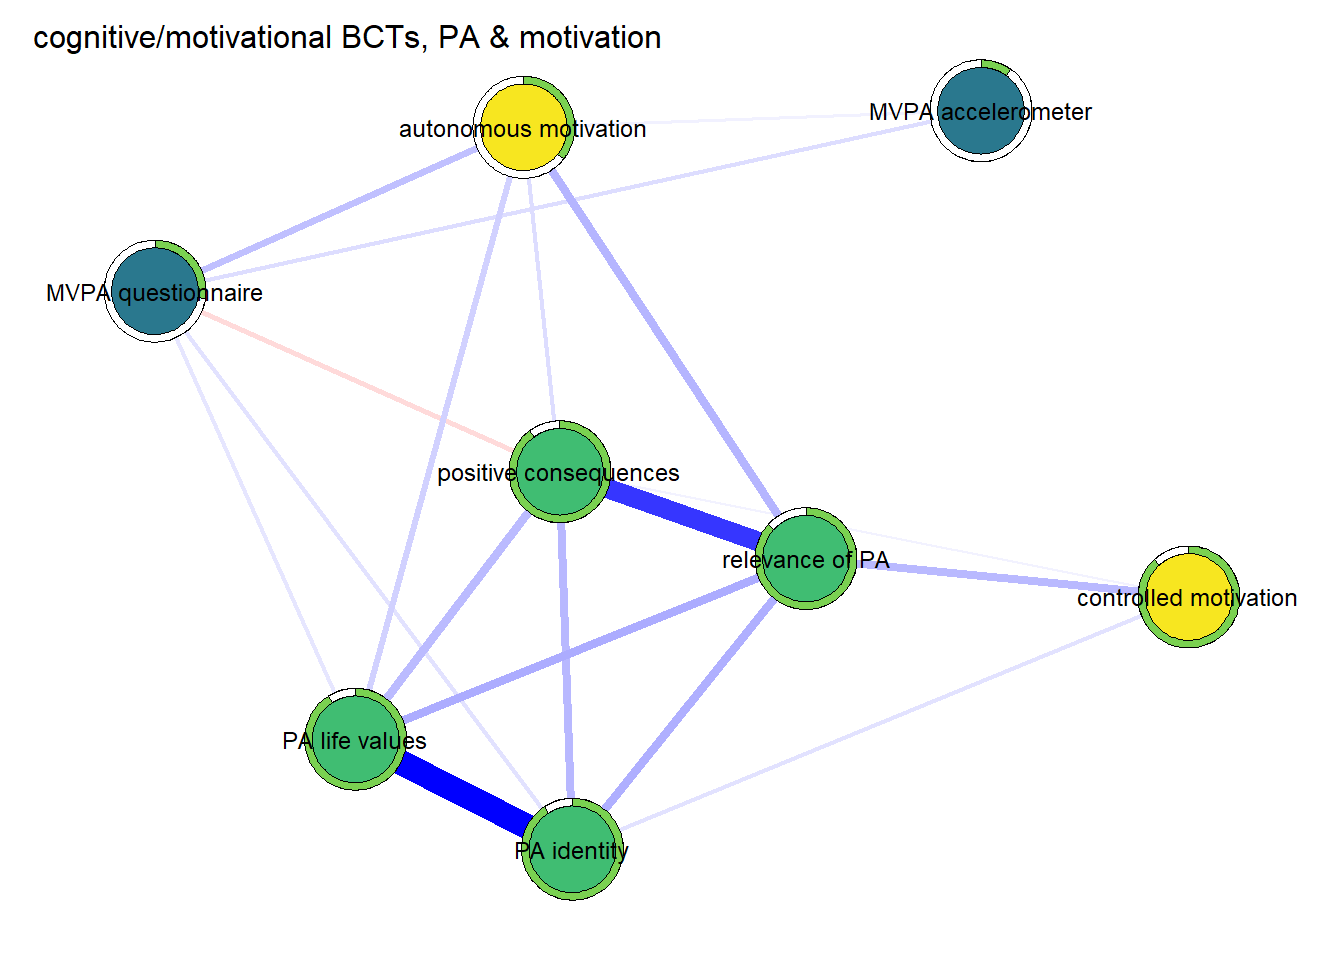 cognitive/motivational BCTs, PA & motivation
MVPA accelerometer
autonomous motivation
MVPA questionnaire
positive consequences
relevance of PA
controlled motivation
PA life values
PA identity